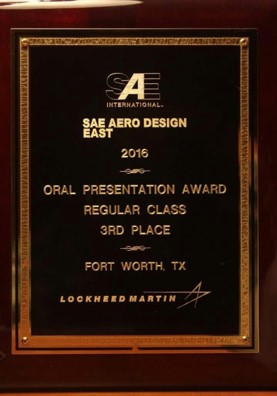 SAE
INTERNATIONAL
SAE AERO DESIGN
EAST
2016
ORAL PRESENTATION AWARD
REGULAR CLASS
3RD PLACE
FORT WORTH, TX
LOCKHEED MARTIN